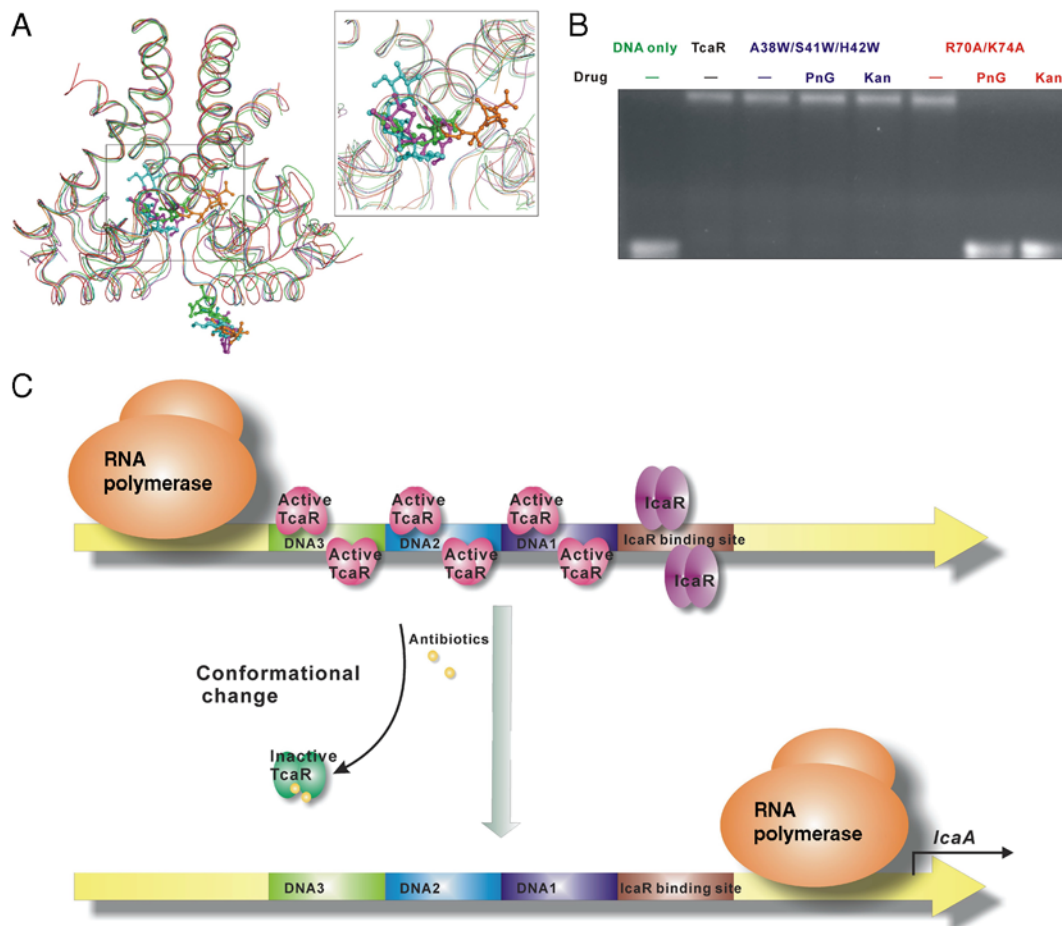 A
B
DNA only TcaR A38W/S41W/H42W R70A/K74A
Drug — — — PnG Kan — PnG Kan
C
RNA
polymerase
Active
TcaR
Active
TcaR
Active
TcaR
IcaR
DNA3
DNA2
DNA1
IcaR binding site
Active
TcaR
Active
TcaR
Active
TcaR
IcaR
Antibiotics
Conformational
change
Inactive
TcaR
RNA
polymerase
IcaA
DNA3
DNA2
DNA1
IcaR binding site